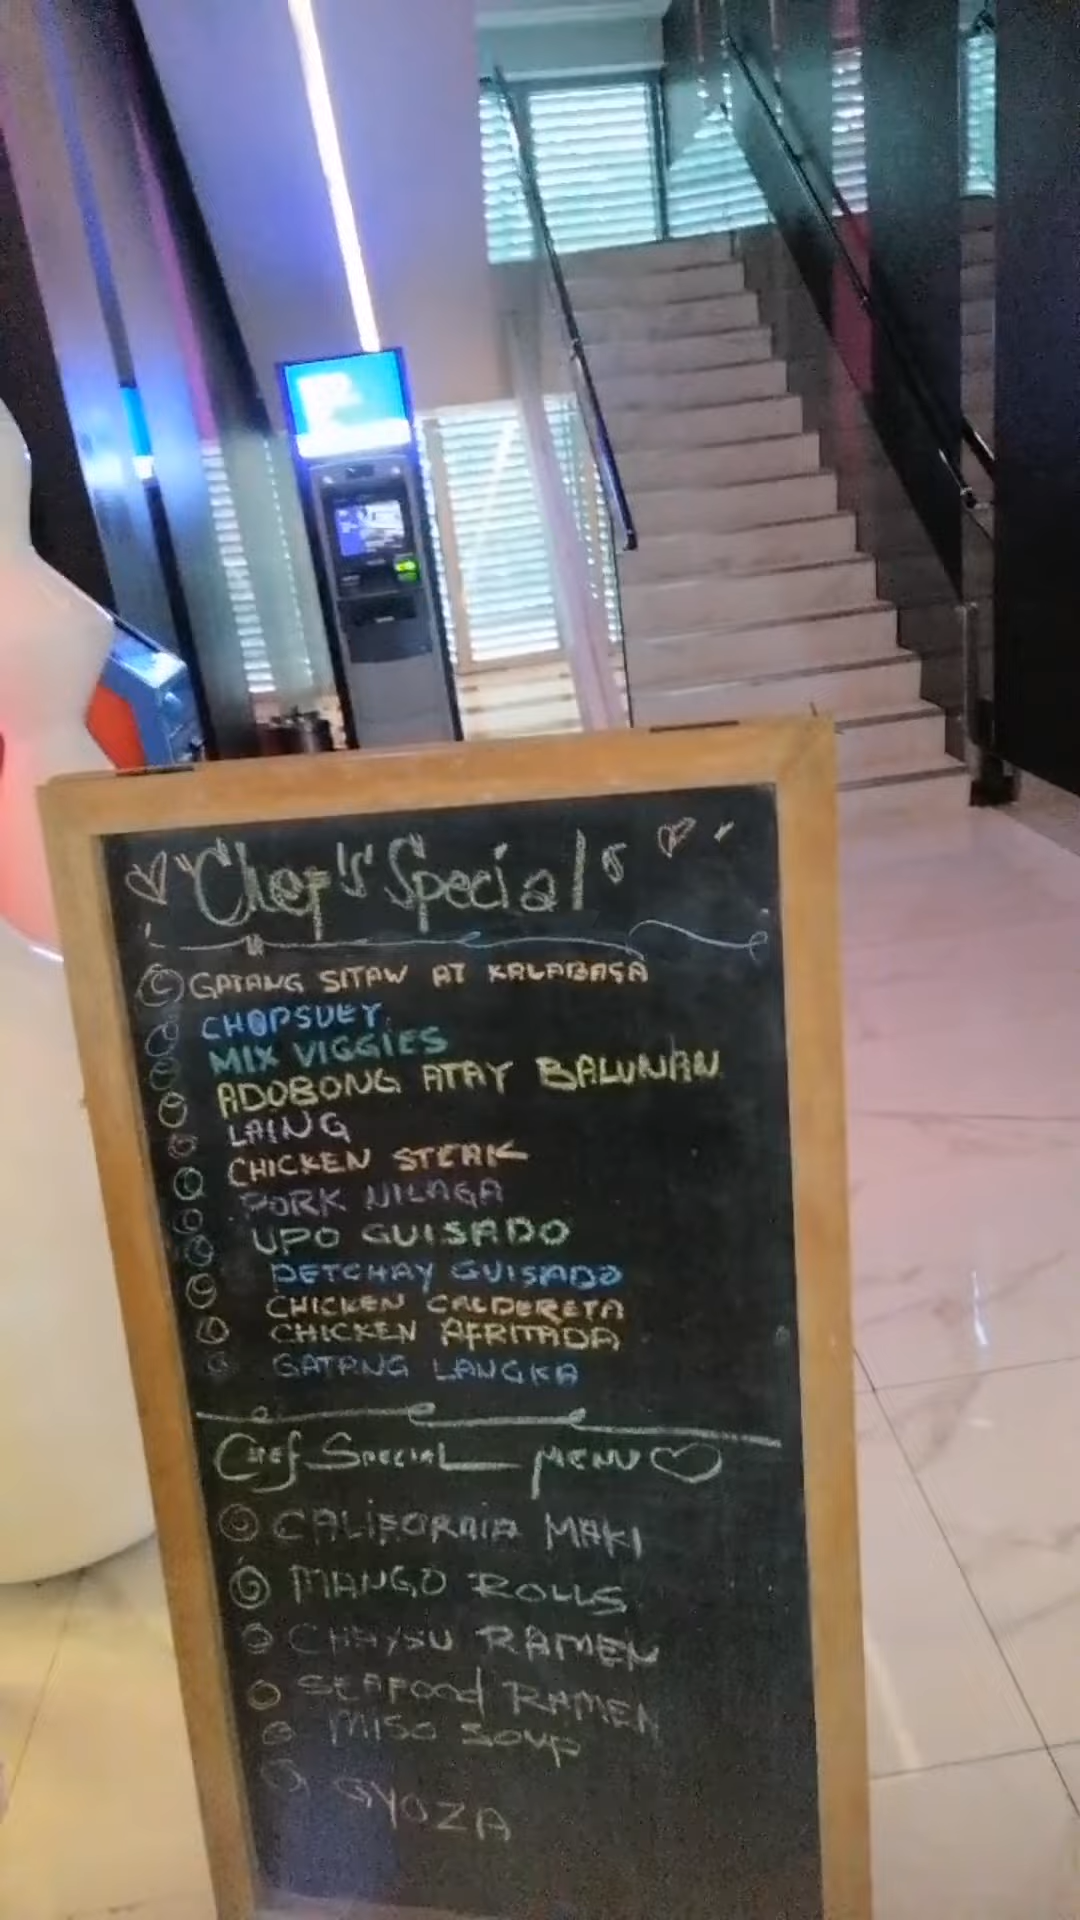 "Chef's Special's
GATANG SITAW AT KALABASA
CHOPSUEY
MIX VIGGIES
ADOBONG ATAY BALUNAN
LAING
CHICKEN STEAK
PORK NILAGA
UPO GUISADO
PETCHAY GUISADO
CHICKEN CALDERETA
CHICKEN AFRITADA
GATANG LANGKA
Chef Special MENU
CALIFORNIA MAKI
MANGO ROLLS
CHAYSU RAMEN
SEAFOOd RAMEN
MISO SOUP
GYOZA